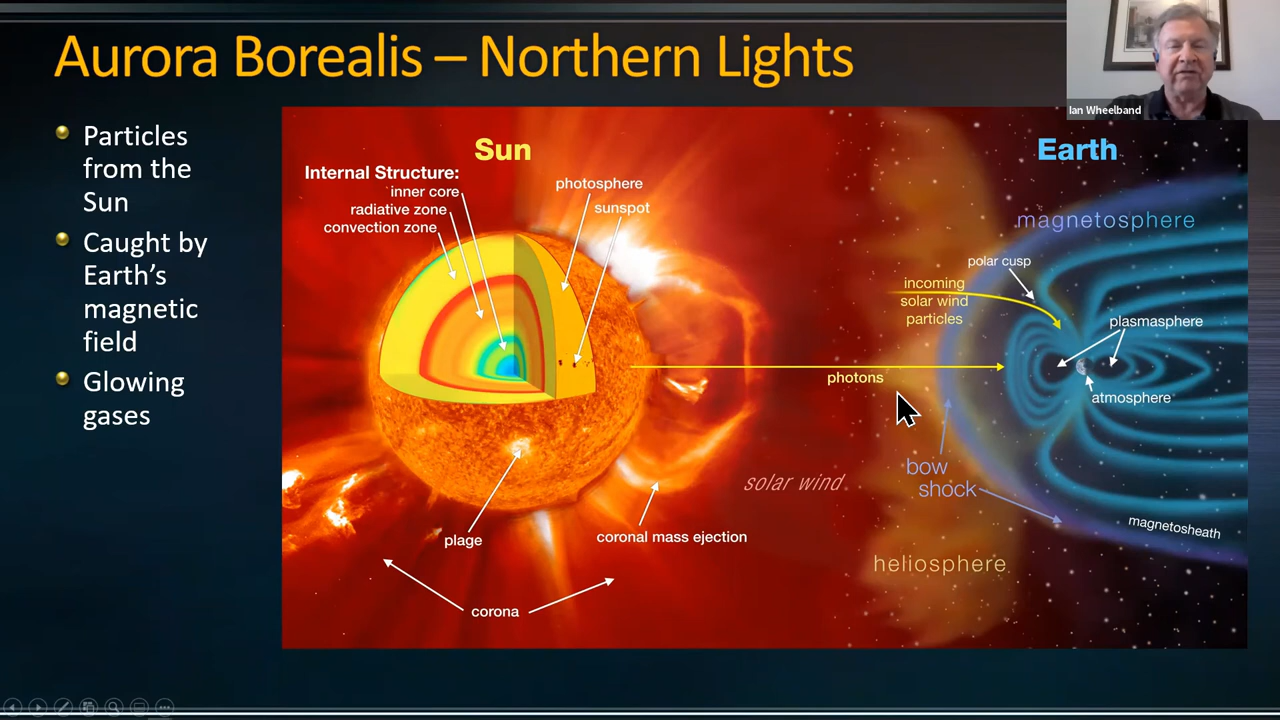 Aurora Borealis – Northern Lights
Ian Wheelband
Particles
from the
Sun
Caught by
Earth’s
magnetic
field
Glowing
gases
Sun
Earth
Internal Structure:
inner core
radiative zone
convection zone
photosphere
sunspot
magnetosphere
polar cusp
incoming
solar wind
particles
plasmasphere
photons
atmosphere
bow
shock
solar wind
magnetosheath
plage
coronal mass ejection
heliosphere
corona